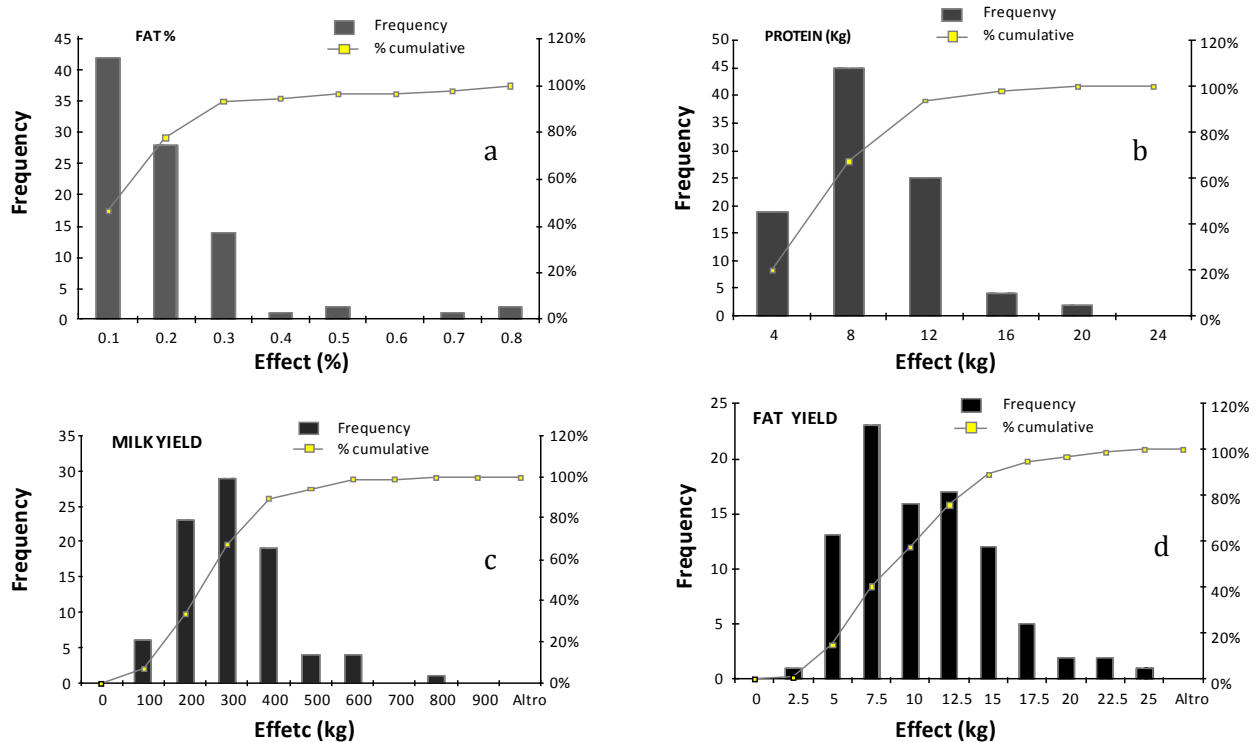 FAT %
Frequency
% cumulative
45
40
35
30
25
20
15
10
5
0
120%
100%
80%
60%
40%
20%
0%
Frequency
a
0.1 0.2 0.3 0.4 0.5 0.6 0.7 0.8
Effect (%)
PROTEIN (Kg)
Frequenvy
% cumulative
50
45
40
35
30
25
20
15
10
5
0
120%
100%
80%
60%
40%
20%
0%
Frequency
b
4 8 12 16 20 24
Effect (kg)
MILK YIELD
Frequency
% cumulative
35
30
25
20
15
10
5
0
120%
100%
80%
60%
40%
20%
0%
Frequency
c
0 100 200 300 400 500 600 700 800 900 Altro
Effetc (kg)
FAT YIELD
Frequency
% cumulative
25
20
15
10
5
0
120%
100%
80%
60%
40%
20%
0%
Frequency
d
0 2.5 5 7.5 10 12.5 15 17.5 20 22.5 25 Altro
Effect (kg)